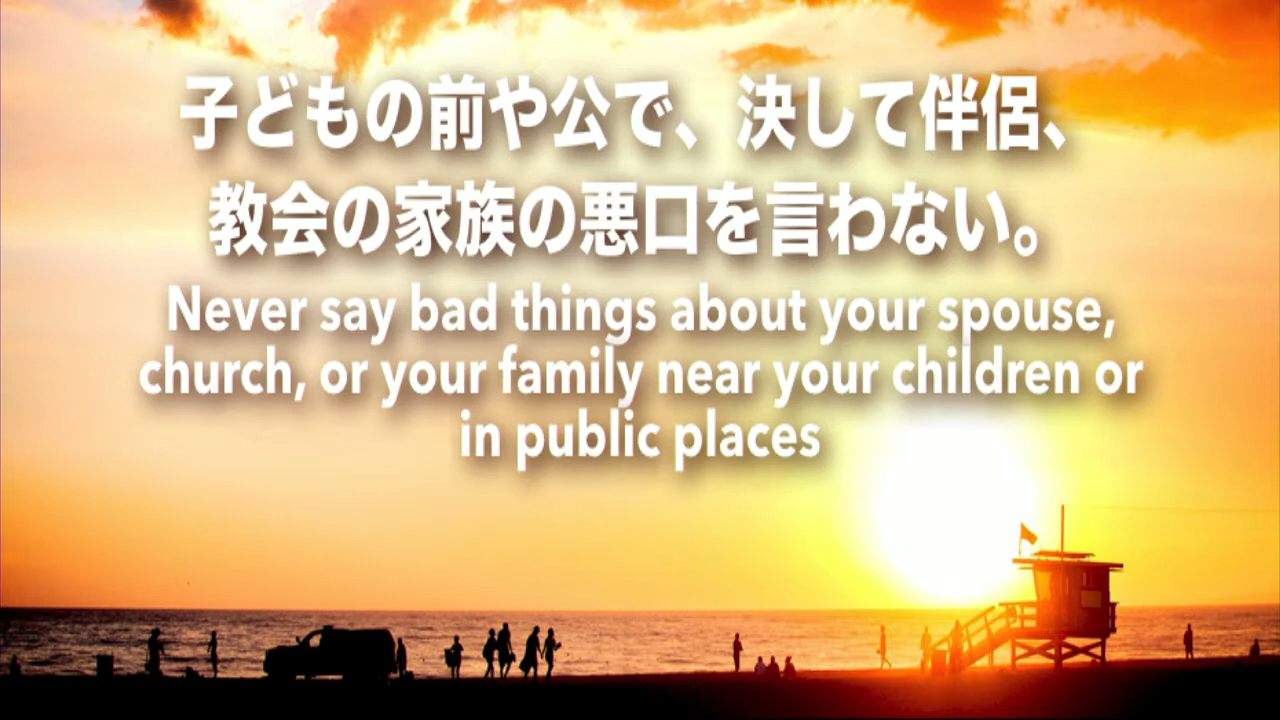 子どもの前や公で、決して伴侶、
教会の家族の悪口を言わない。
Never say bad things about your spouse,
church, or your family near your children or
in public places